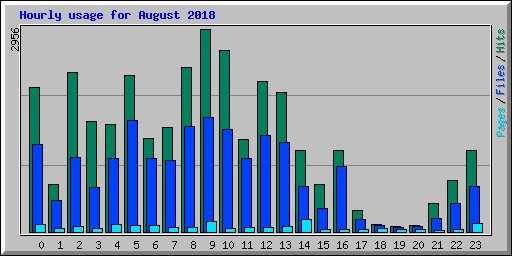 Hourly usage for August 2018
2956
Pages / Files / Hits
0 1 2 3 4 5 6 7 8 9 10 11 12 13 14 15 16 17 18 19 20 21 22 23